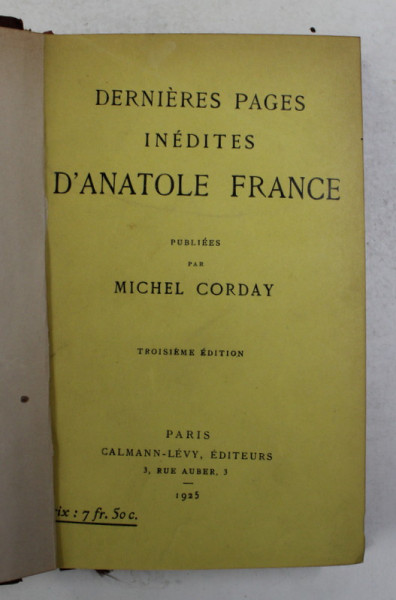 DERNIÈRES PAGES
INÉDITES
D'ANATOLE FRANCE
PUBLIÉES
PAR
MICHEL CORDAY
TROISIÈME ÉDITION
PARIS
CALMANN-LÉVY, ÉDITEURS
3, RUE AUBER, 3
1925
ix : 7 fr. 50 c.